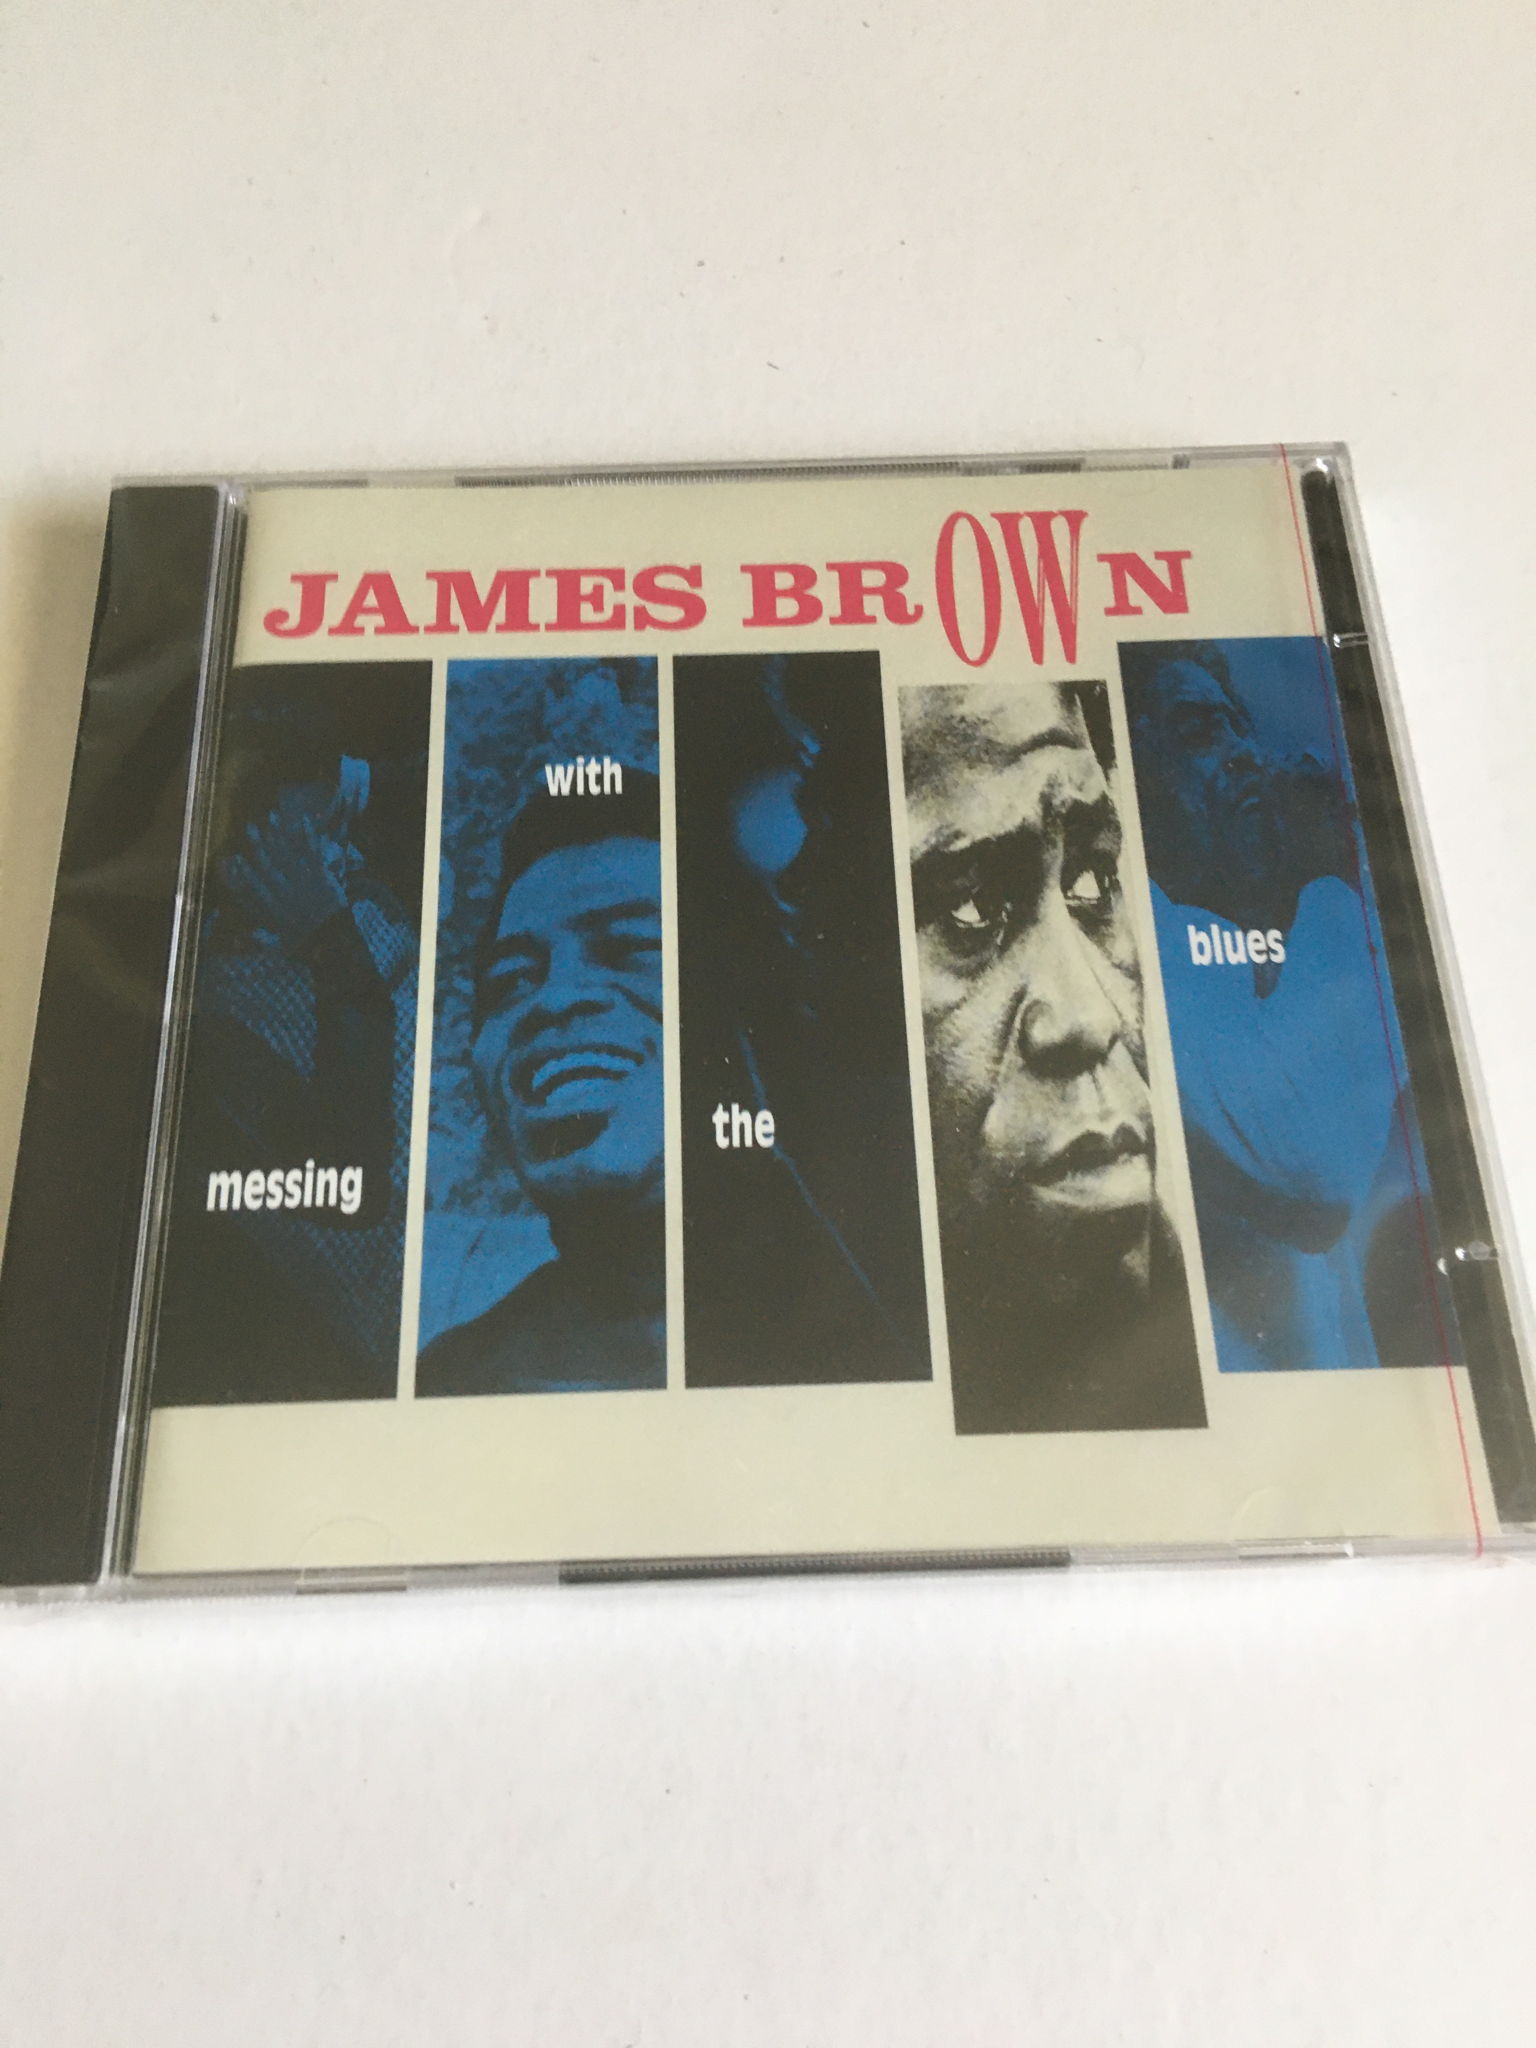 JAMES BROWN
messing
with
the
blues